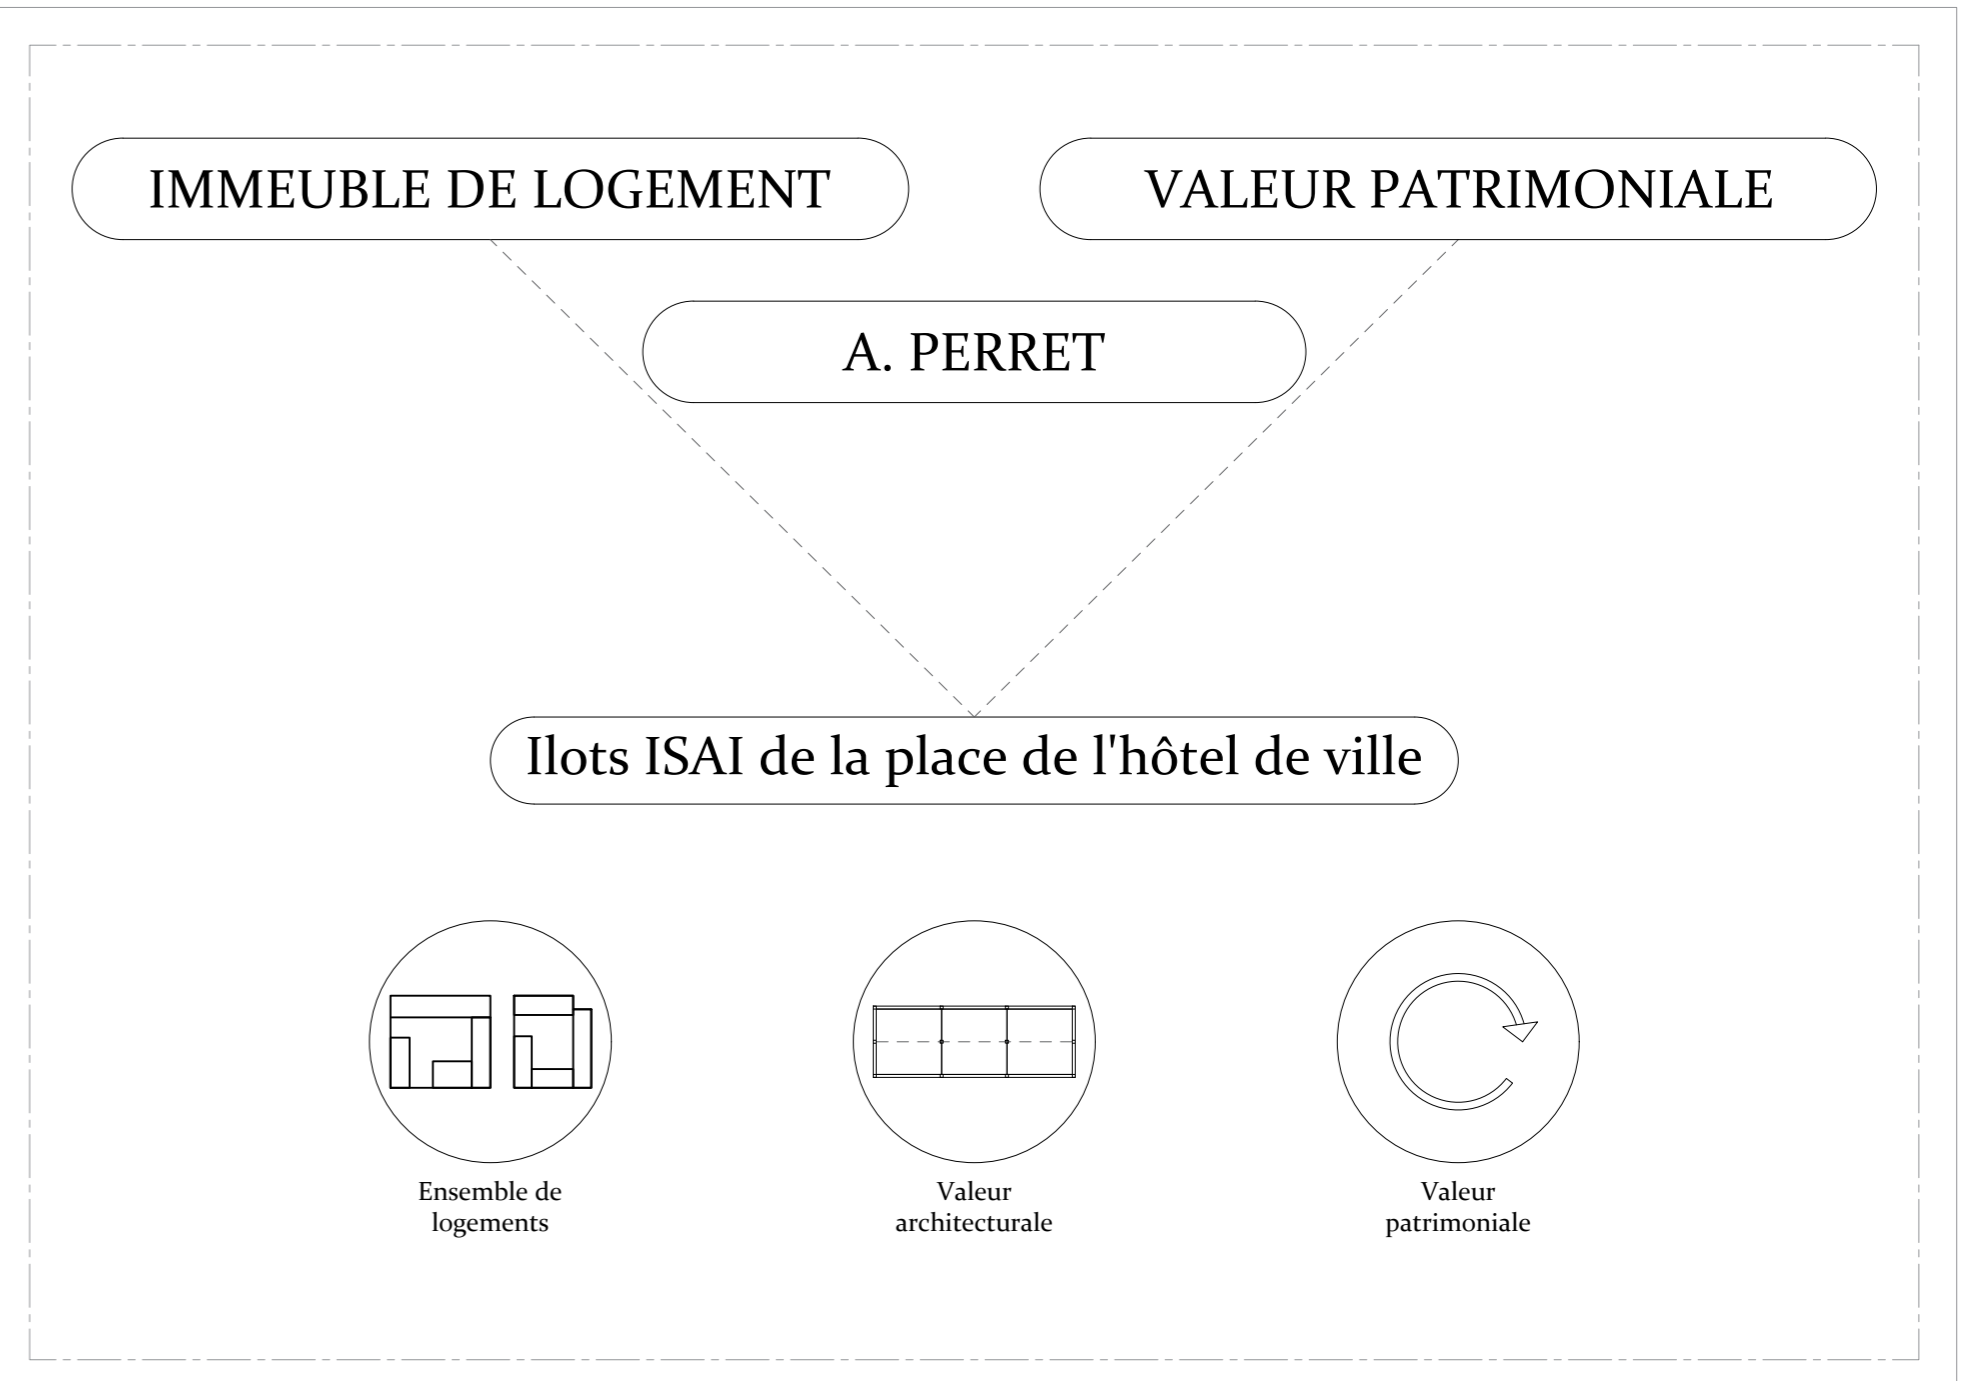 IMMEUBLE DE LOGEMENT
VALEUR PATRIMONIALE
A. PERRET
Ilots ISAI de la place de l'hôtel de ville
Ensemble de
logements
Valeur
architecturale
Valeur
patrimoniale